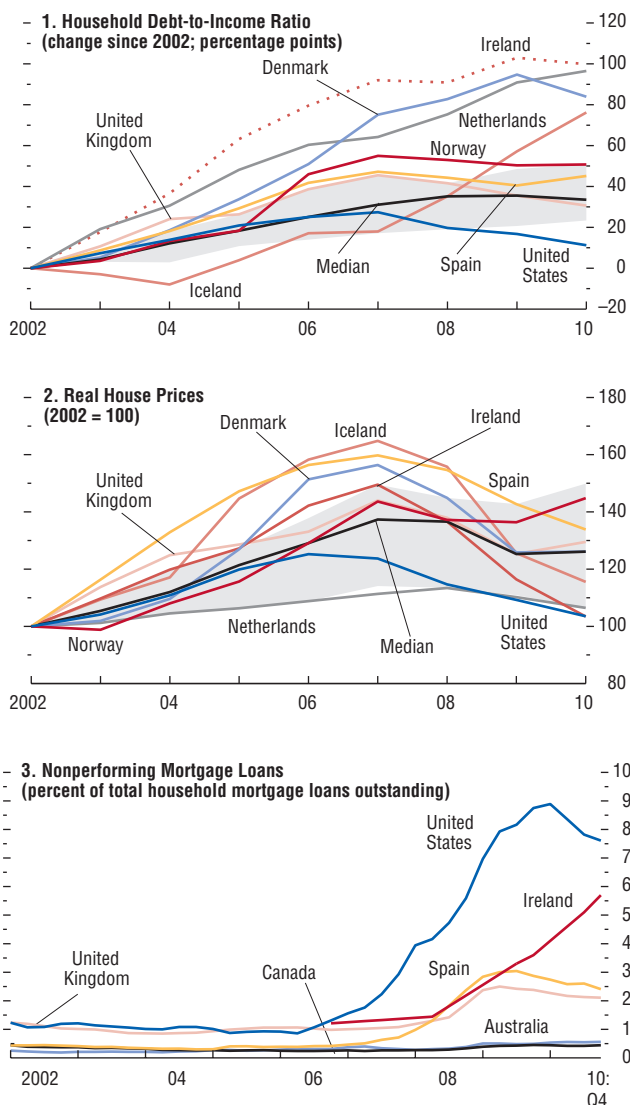 1. Household Debt-to-Income Ratio
(change since 2002; percentage points)
120
100
80
60
40
20
0
–20
Ireland
Denmark
United
Kingdom
Netherlands
Norway
Median
Spain
United
States
Iceland
2002 04 06 08 10
2. Real House Prices
(2002 = 100)
180
160
140
120
100
80
Denmark
Iceland
Ireland
United
Kingdom
Spain
Norway
Netherlands
Median
United
States
2002 04 06 08 10
3. Nonperforming Mortgage Loans
(percent of total household mortgage loans outstanding)
10
9
8
7
6
5
4
3
2
1
0
United
States
Ireland
United
Kingdom
Canada
Spain
Australia
2002 04 06 08 10:
04